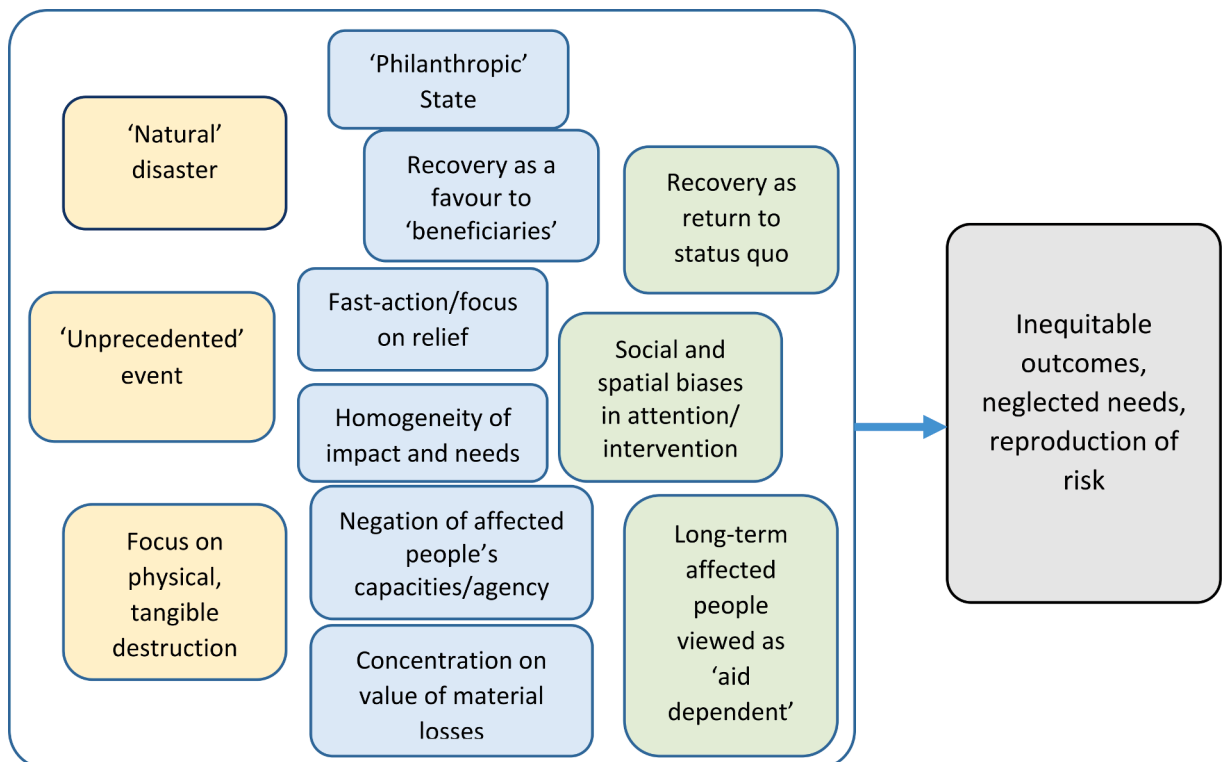 ‘Natural’
disaster
‘Unprecedented’
event
Focus on
physical,
tangible
destruction
‘Philanthropic’
State
Recovery as a
favour to
‘beneficiaries’
Fast-action/focus
on relief
Homogeneity of
impact and needs
Negation of affected
people’s
capacities/agency
Concentration on
value of material
losses
Recovery as
return to
status quo
Social and
spatial biases
in attention/
intervention
Long-term
affected
people
viewed as
‘aid
dependent’
Inequitable
outcomes,
neglected needs,
reproduction of
risk